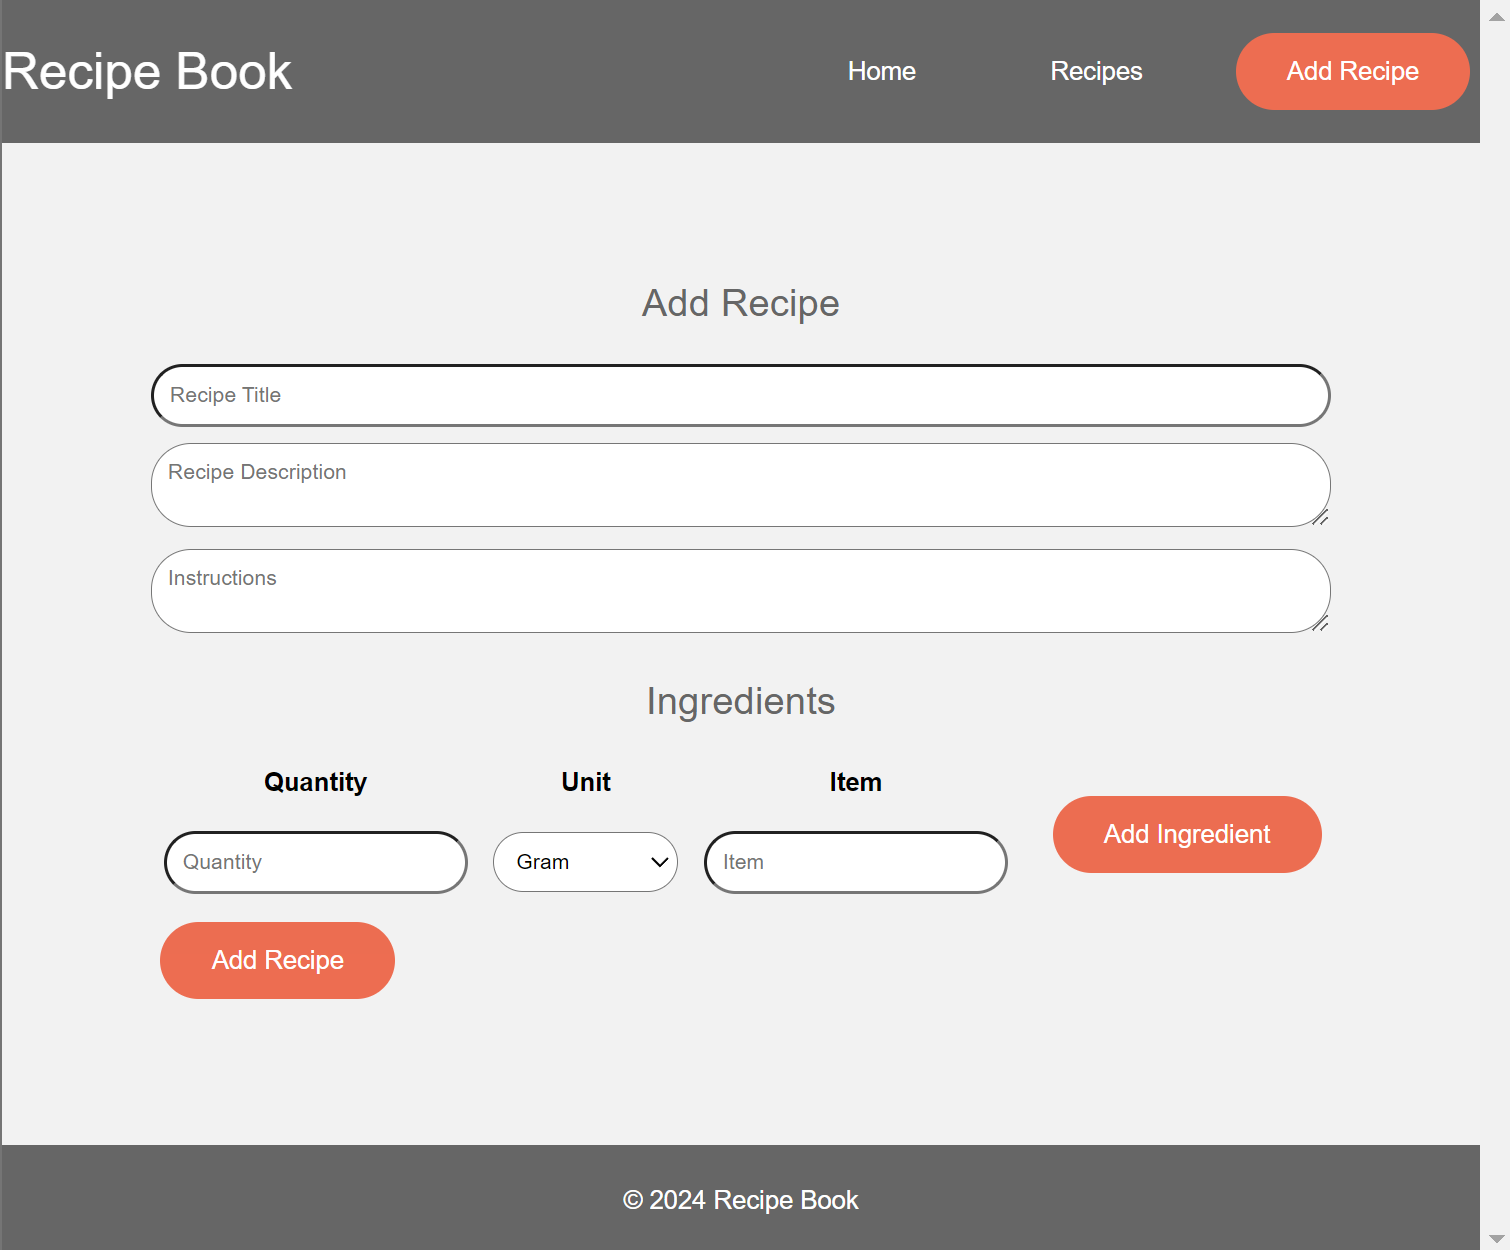 Recipe Book
Home Recipes Add Recipe
Add Recipe
Recipe Title
Recipe Description
Instructions
Ingredients
Quantity Unit Item
Add Ingredient
Quantity Gram Item
Add Recipe
© 2024 Recipe Book